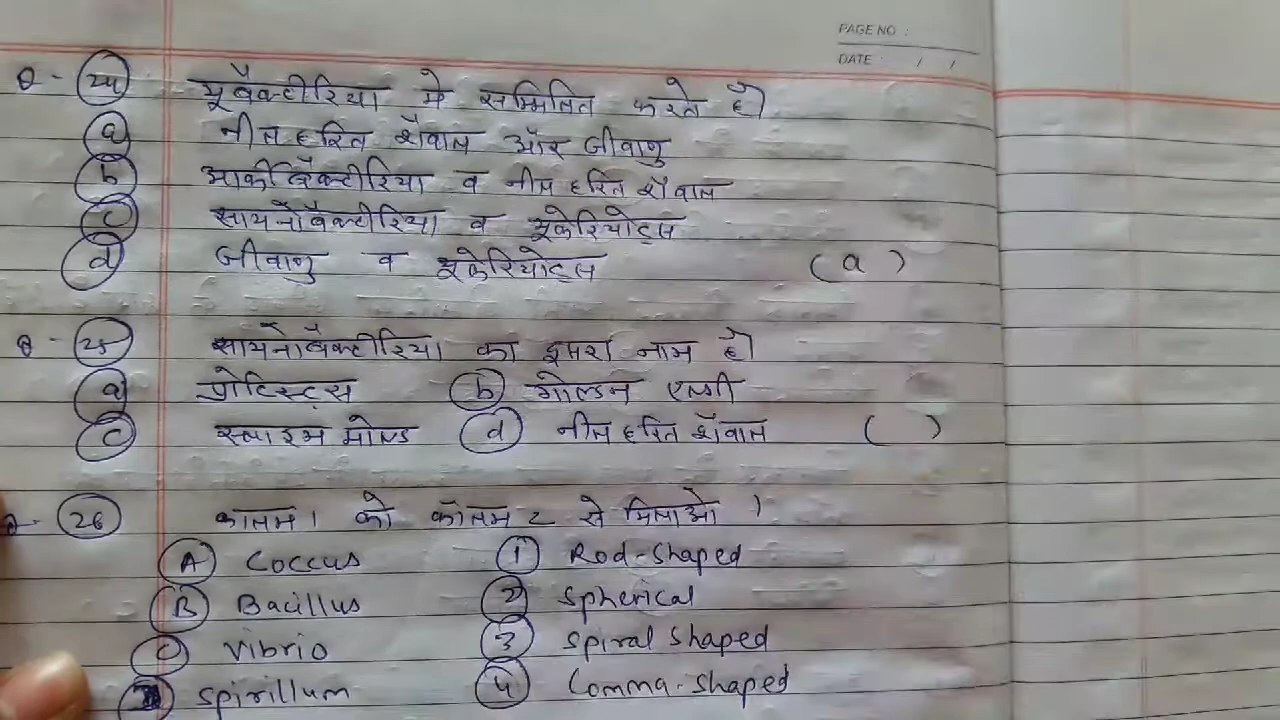 PAGE NO :
DATE : / /
Q - 24 यूबैक्टीरिया मे सम्मिलित करते है
a नील हरित शैवाल और जीवाणु
b आर्कीबैक्टीरिया व नील हरित शैवाल
c सायनोबैक्टीरिया व यूकेरियोट्स
d जीवाणु व यूकेरियोट्स ( a )
Q - 25 सायनोबैक्टीरिया का दूसरा नाम है
a प्रोटिस्ट्स b गोल्डन एल्गी
c स्लाइम मोल्ड d नील हरित शैवाल ( )
Q - 26 कालम 1 को कॉलम 2 से मिलाओ ।
A Coccus 1 Rod-shaped
B Bacillus 2 Spherical
C Vibrio 3 Spiral shaped
D Spirillum 4 Comma-shaped